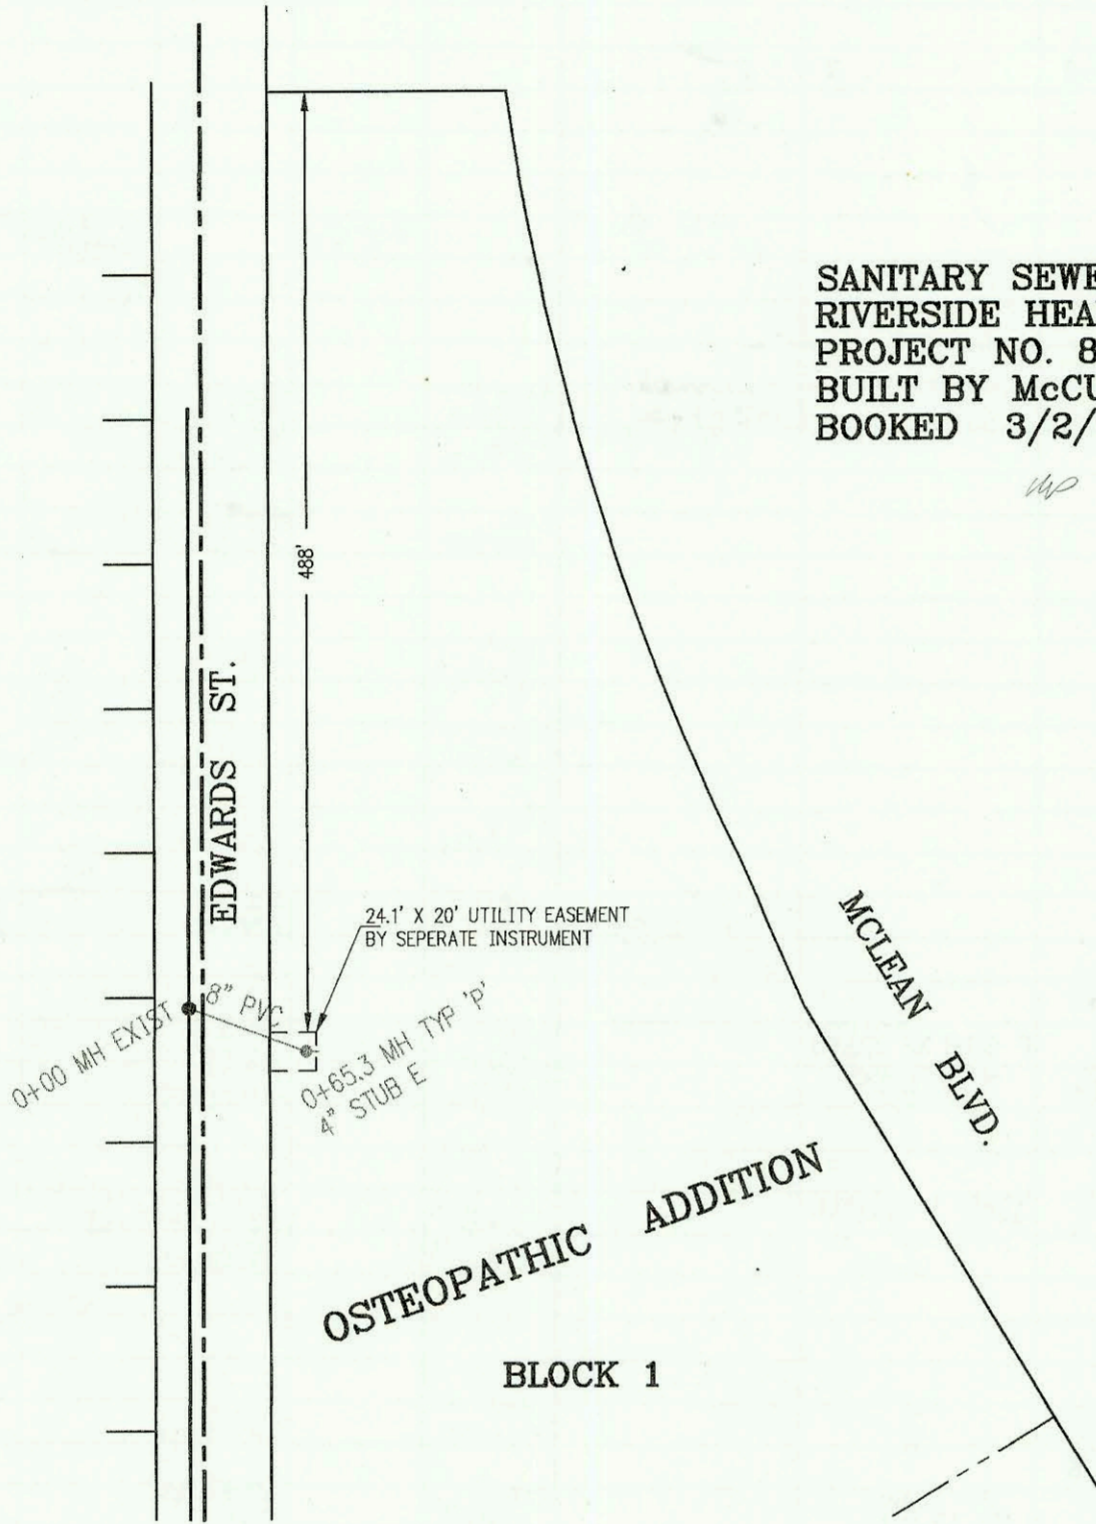 SANITARY SEWE
RIVERSIDE HEA
PROJECT NO. 8
BUILT BY McCU
BOOKED 3/2/
488'
EDWARDS ST.
24.1' X 20' UTILITY EASEMENT
BY SEPERATE INSTRUMENT
MCLEAN BLVD.
0+00 MH EXIST
8" PVC
0+65.3 MH TYP 'P'
4" STUB E
OSTEOPATHIC ADDITION
BLOCK 1